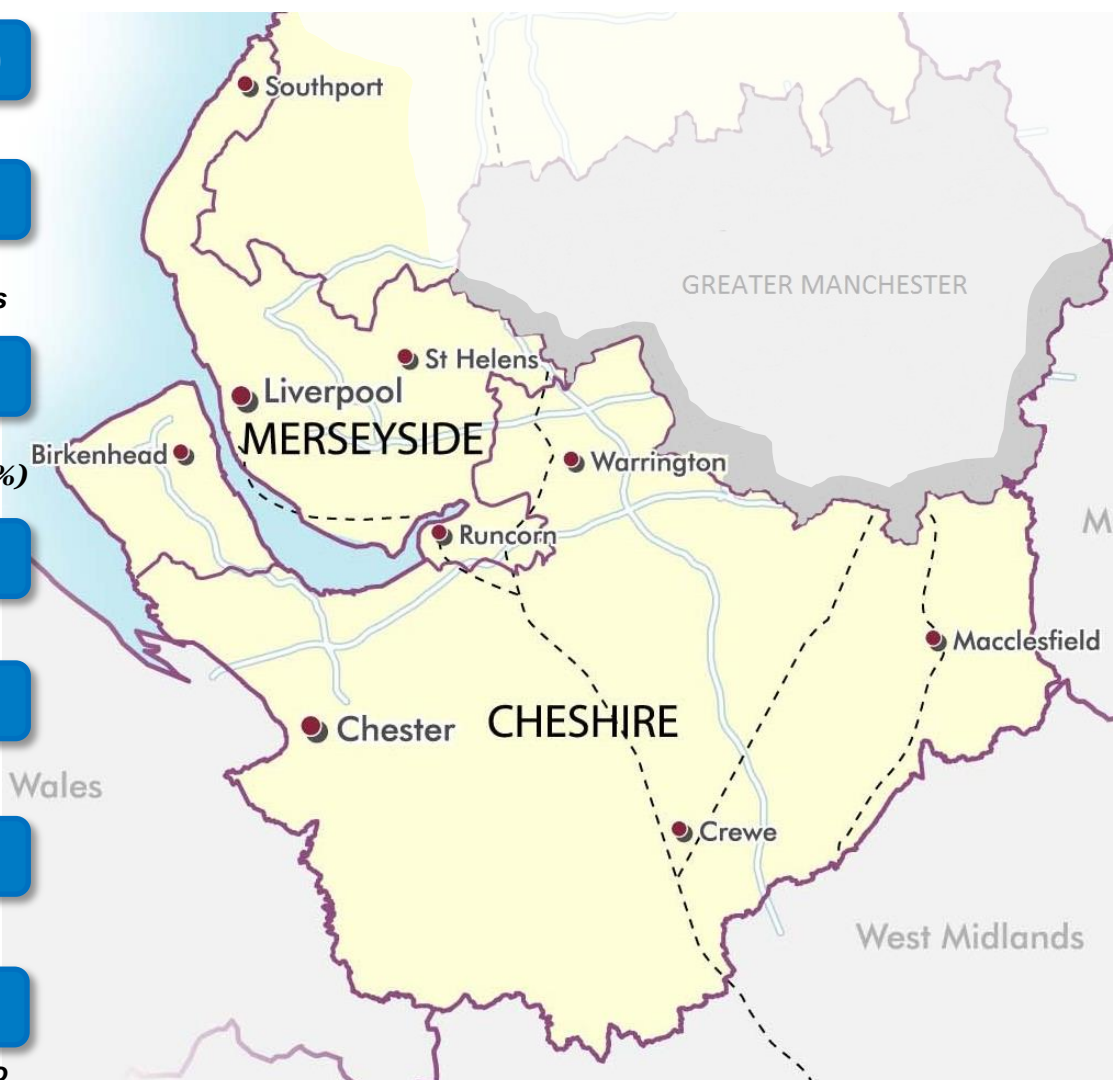 Southport
GREATER MANCHESTER
s
St Helens
Liverpool
MERSEYSIDE
Birkenhead
Warrington
%)
Runcorn
M
Macclesfield
Chester
CHESHIRE
Wales
Crewe
West Midlands